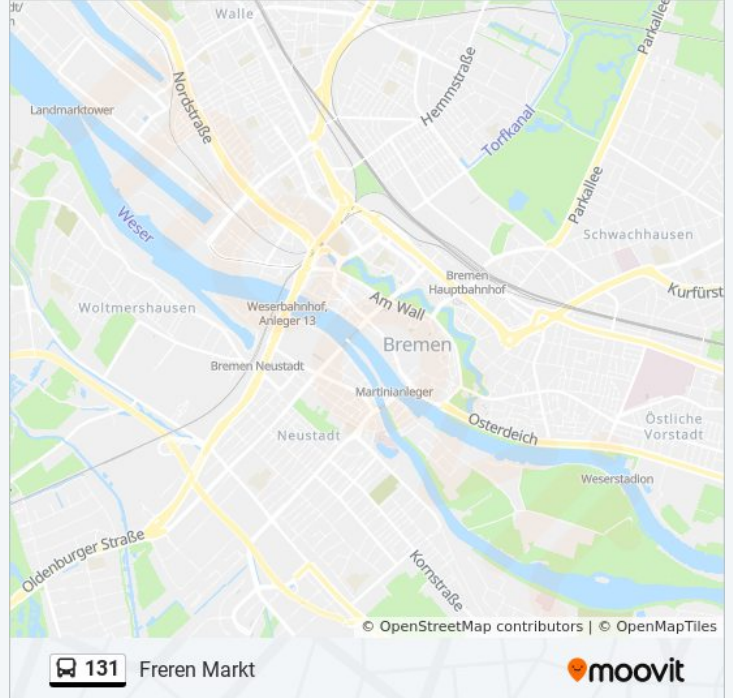 Walle
Parkallee
Hemmstraße
Nordstraße
Landmarktower
Torfkanal
Parkallee
Weser
Schwachhausen
Bremen
Hauptbahnhof
Kurfürst
Woltmershausen
Weserbahnhof,
Anleger 13
Am Wall
Bremen
Bremen Neustadt
Martinianleger
Neustadt
Osterdeich
Östliche
Vorstadt
Weserstadion
Oldenburger Straße
Kornstraße
© OpenStreetMap contributors | © OpenMapTiles
131 Freren Markt
moovit